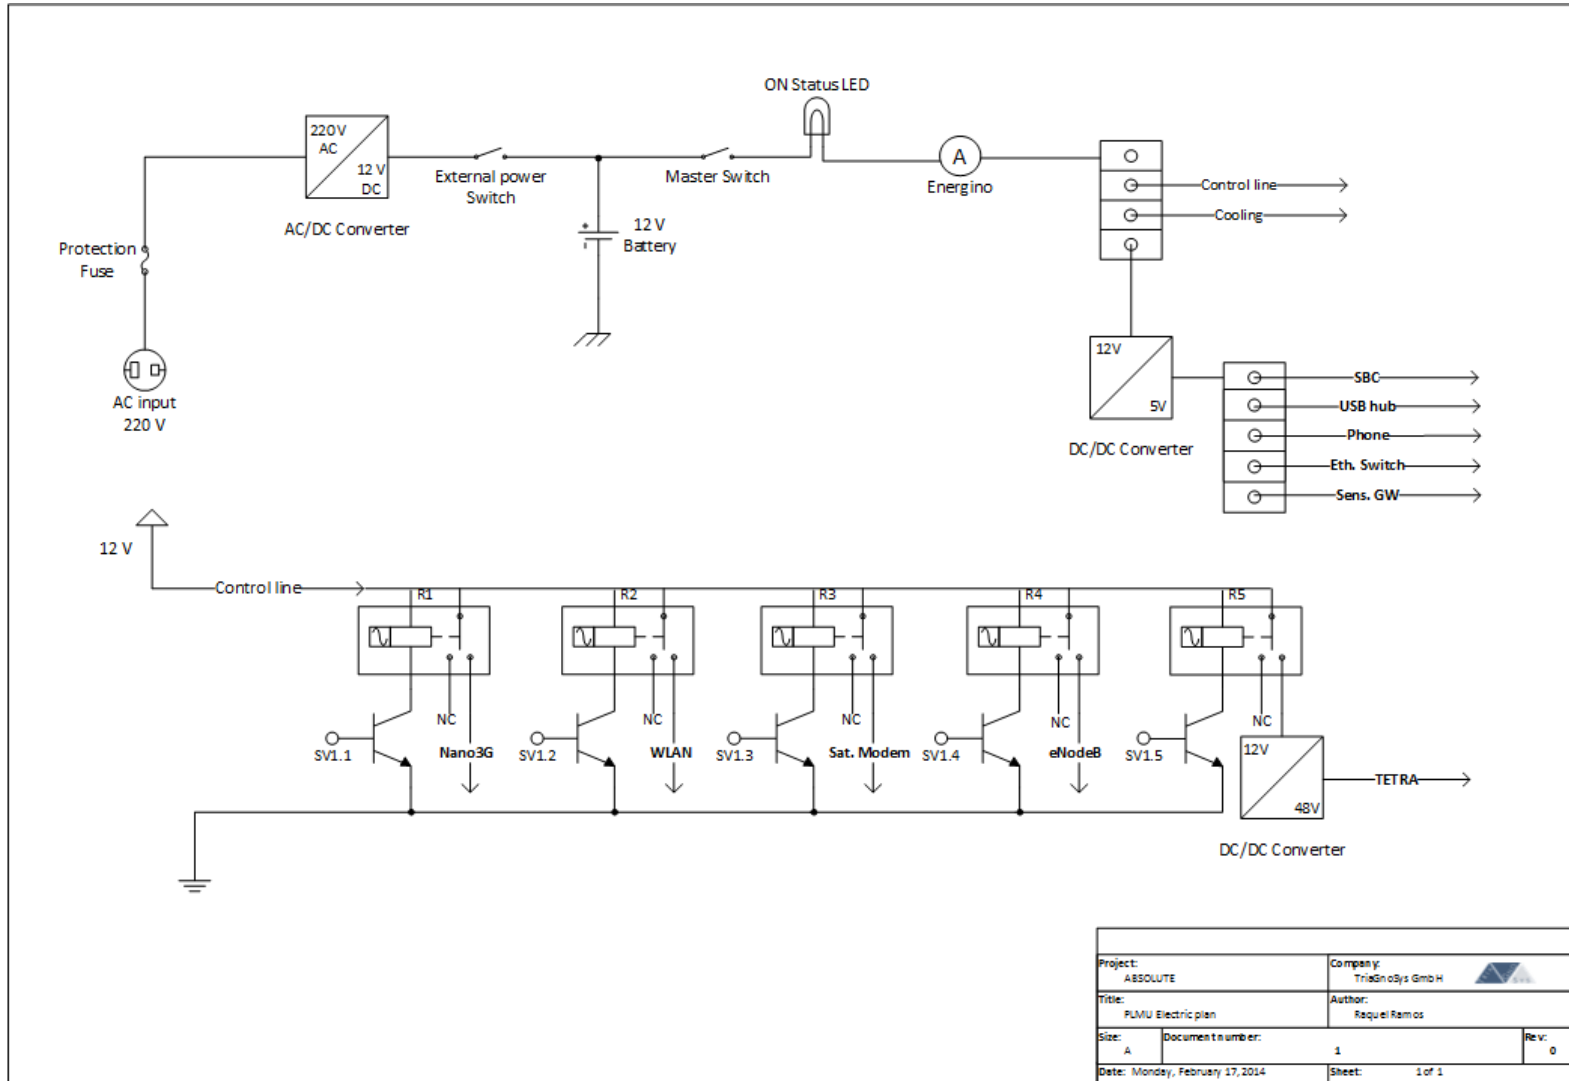 ON Status LED
220V
AC
12 V
DC
External power
Switch
Master Switch
A
Energino
Control line
Cooling
AC/DC Converter
12 V
Battery
Protection
Fuse
AC input
220 V
12V
5V
DC/DC Converter
SBC
USB hub
Phone
Eth. Switch
Sens. GW
12 V
Control line
R1
R2
R3
R4
R5
NC
NC
NC
NC
NC
SV1.1
SV1.2
SV1.3
SV1.4
SV1.5
Nano3G
WLAN
Sat. Modem
eNodeB
12V
48V
TETRA
DC/DC Converter
Project:
ABSOLUTE
Company:
TriaGnoSys GmbH
Title:
PLMU Electric plan
Author:
Raquel Ramos
Size:
A
Document number:
1
Rev:
0
Date: Monday, February 17, 2014
Sheet: 1 of 1